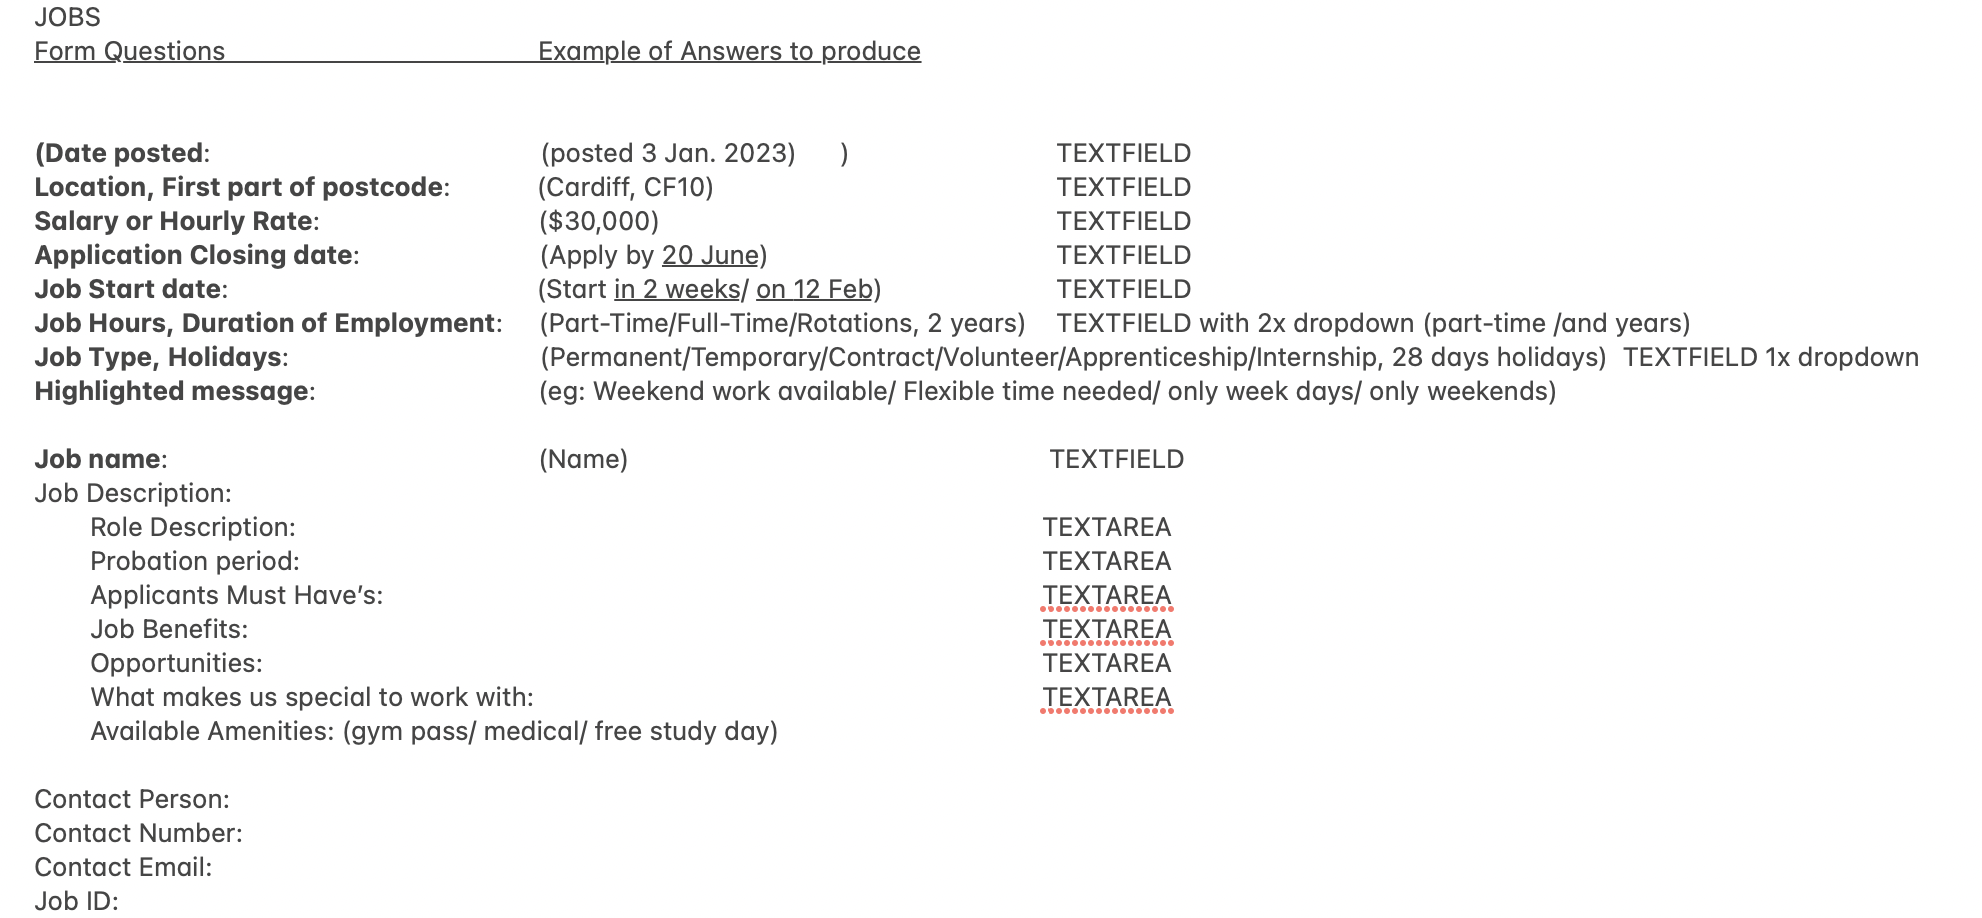 JOBS
Form Questions Example of Answers to produce
(Date posted: (posted 3 Jan. 2023) ) TEXTFIELD
Location, First part of postcode: (Cardiff, CF10) TEXTFIELD
Salary or Hourly Rate: ($30,000) TEXTFIELD
Application Closing date: (Apply by 20 June) TEXTFIELD
Job Start date: (Start in 2 weeks/ on 12 Feb) TEXTFIELD
Job Hours, Duration of Employment: (Part-Time/Full-Time/Rotations, 2 years) TEXTFIELD with 2x dropdown (part-time /and years)
Job Type, Holidays: (Permanent/Temporary/Contract/Volunteer/Apprenticeship/Internship, 28 days holidays) TEXTFIELD 1x dropdown
Highlighted message: (eg: Weekend work available/ Flexible time needed/ only week days/ only weekends)
Job name: (Name) TEXTFIELD
Job Description:
Role Description: TEXTAREA
Probation period: TEXTAREA
Applicants Must Have’s: TEXTAREA
Job Benefits: TEXTAREA
Opportunities: TEXTAREA
What makes us special to work with: TEXTAREA
Available Amenities: (gym pass/ medical/ free study day)
Contact Person:
Contact Number:
Contact Email:
Job ID: